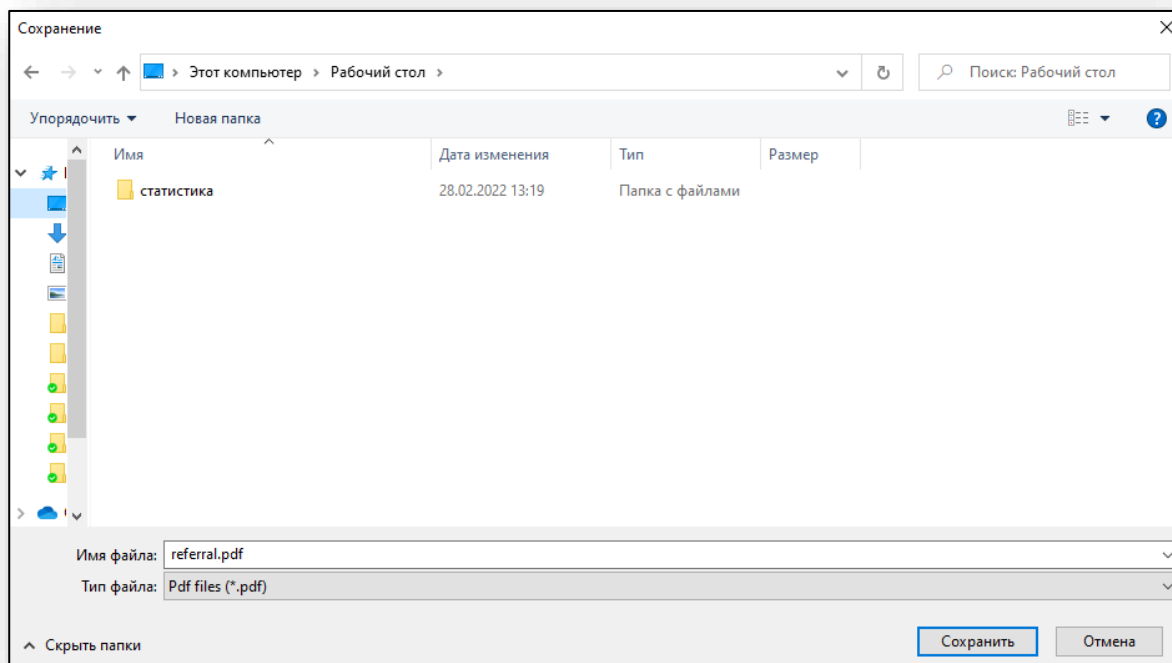 Сохранение
Этот компьютер › Рабочий стол ›
Поиск: Рабочий стол
Упорядочить Новая папка
Имя Дата изменения Тип Размер
статистика 28.02.2022 13:19 Папка с файлами
Имя файла: referral.pdf
Тип файла: Pdf files (*.pdf)
Скрыть папки Сохранить Отмена